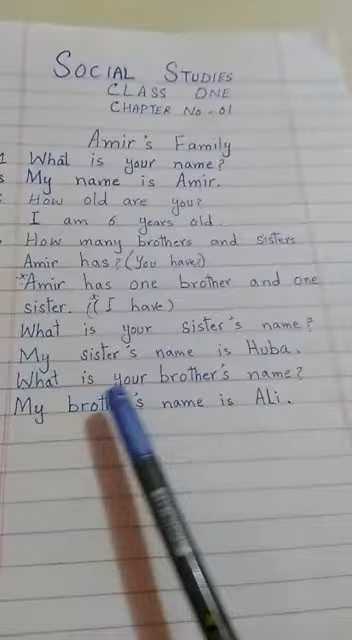 SOCIAL STUDIES
CLASS ONE
CHAPTER NO-01
Amir's Family
What is your name?
My name is Amir.
How old are you?
I am 6 years old.
How many brothers and sisters
Amir has? (You have?)
*Amir has one brother and one
sister. (* I have)
What is your sister's name?
My sister's name is Huba.
What is your brother's name?
My brot 's name is Ali.